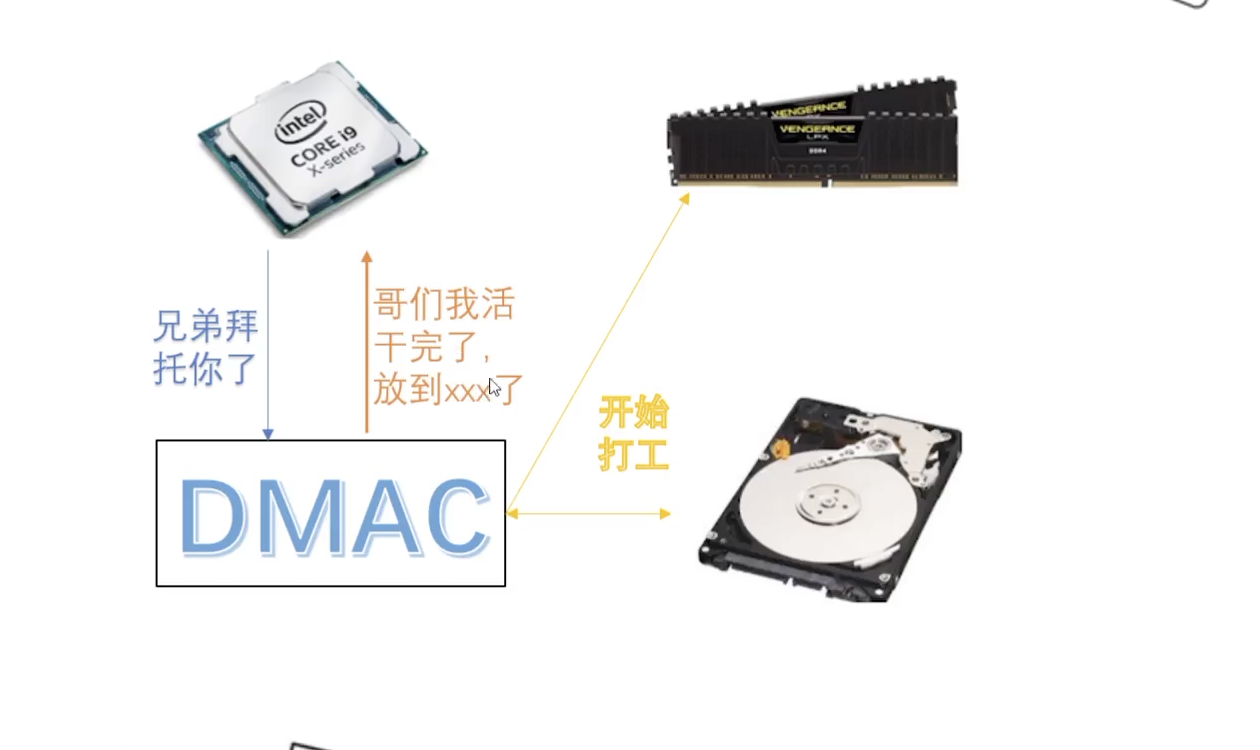 intel
CORE i9
X-series
VENGEANCE
VENGEANCE
LPX
DDR4
兄弟拜
托你了
哥们我活
干完了，
放到xxx了
开始
打工
DMAC